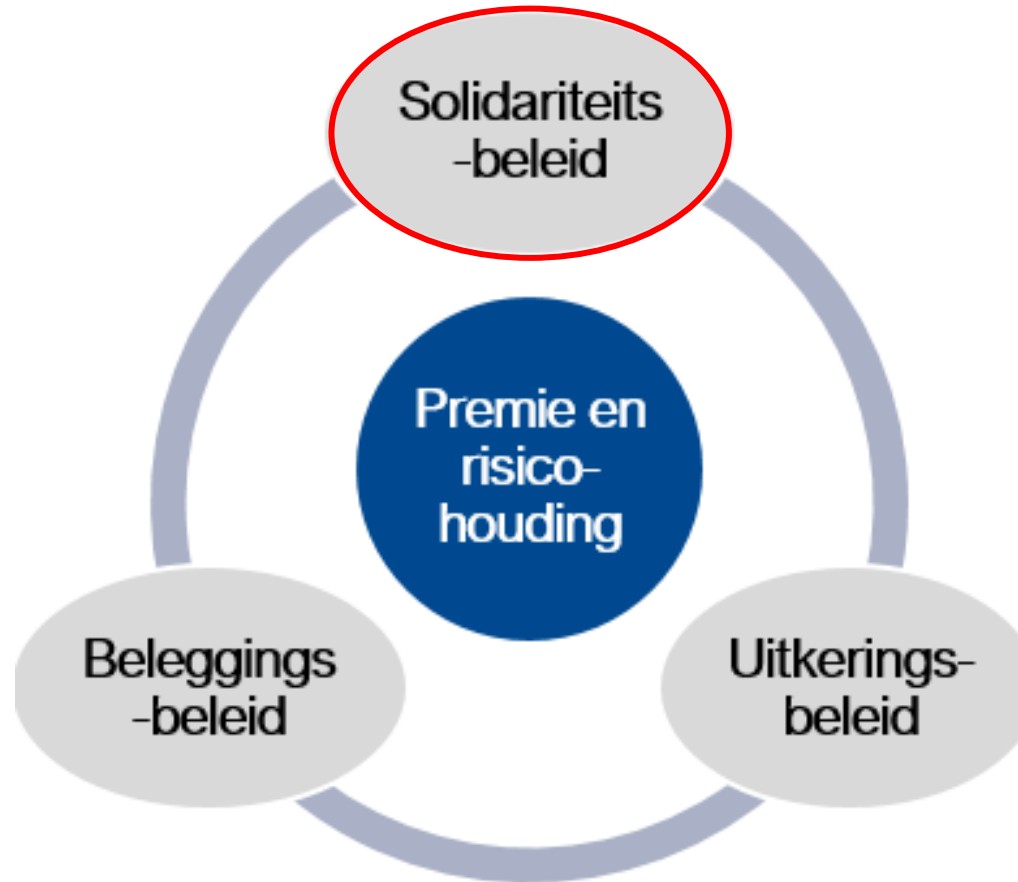 Solidariteits
-beleid
Premie en
risico-
houding
Beleggings
-beleid
Uitkerings-
beleid